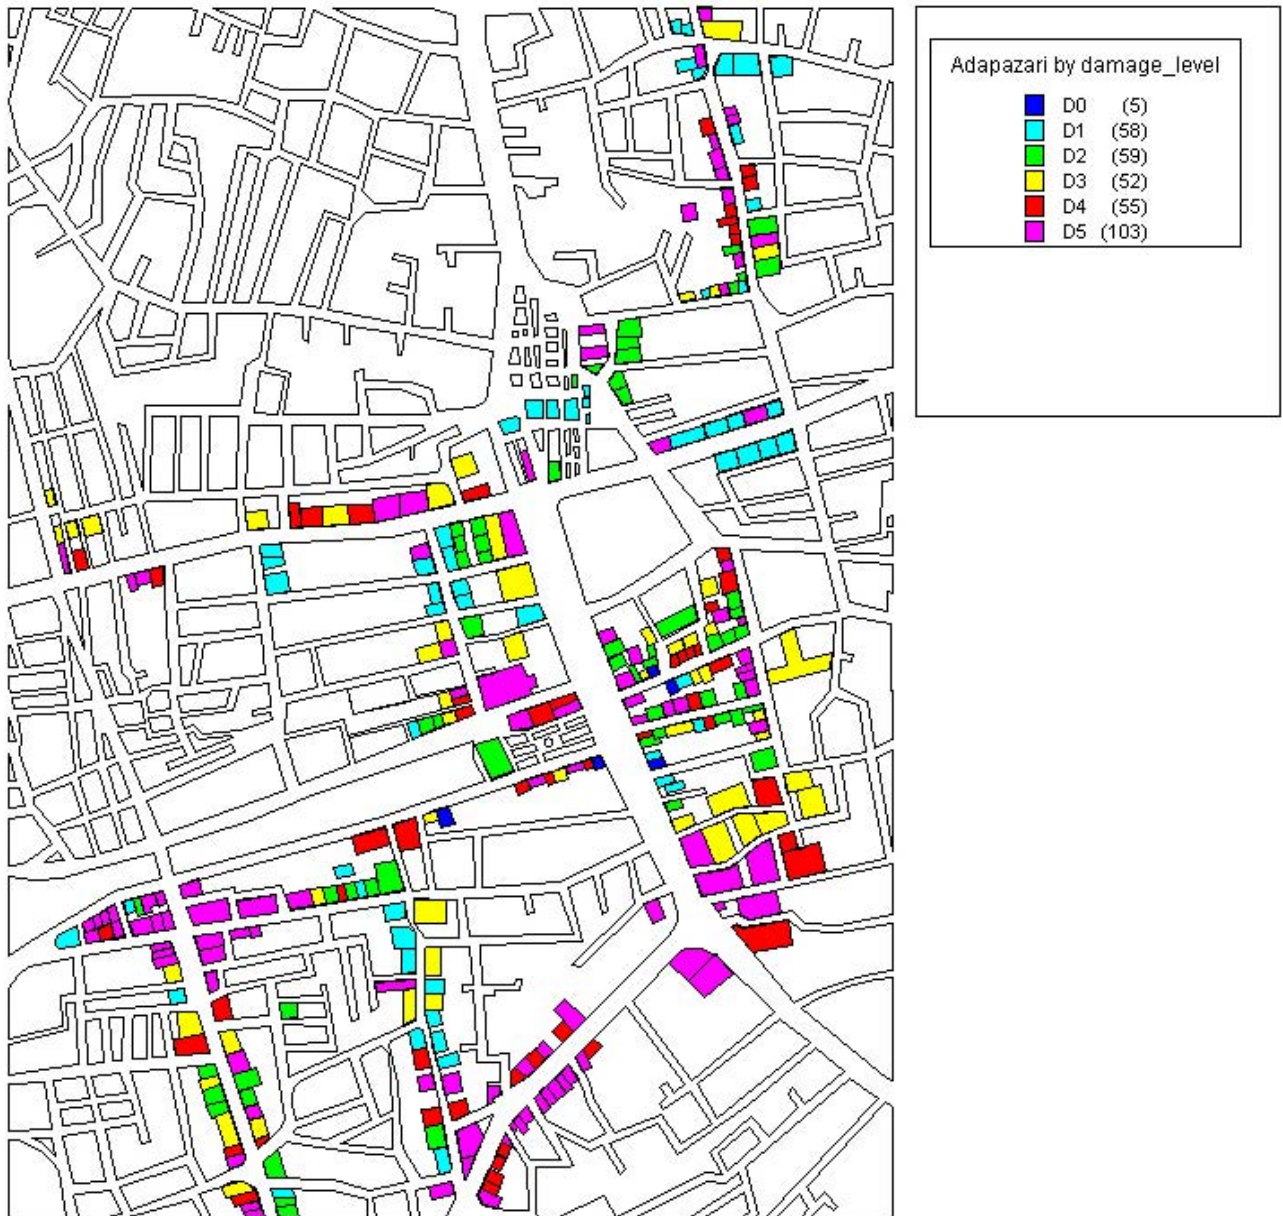 Adapazari by damage_level
D0 (5)
D1 (58)
D2 (59)
D3 (52)
D4 (55)
D5 (103)